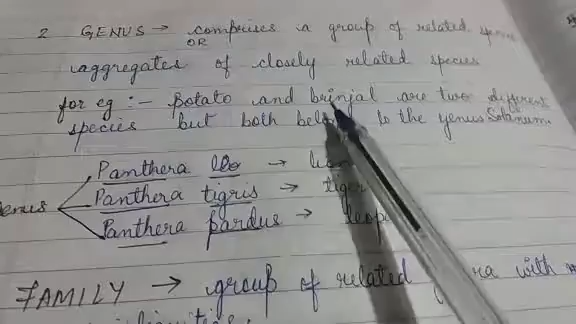 2 GENUS → comprises a group of related
OR
aggregates of closely related species
for eg :- Potato and brinjal are two different
species but both to the genus Solanum.
Panthera leo → lion
Panthera tigris → tiger
enus
Panthera pardus →
FAMILY → group of related with